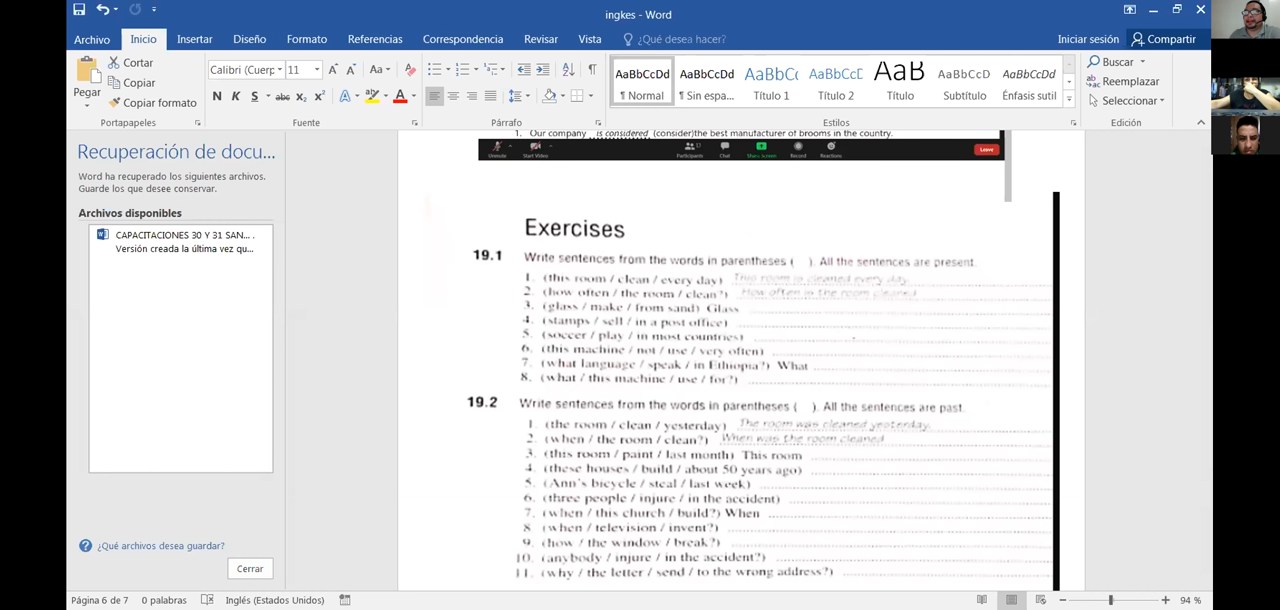 ingkes - Word
Archivo Inicio Insertar Diseño Formato Referencias Correspondencia Revisar Vista ¿Qué desea hacer? Iniciar sesión Compartir
Pegar
Cortar
Copiar
Copiar formato
Portapapeles
Calibri (Cuerp 11
Fuente
Párrafo
AaBbCcDd
¶ Normal
AaBbCcDd
¶ Sin espa...
AaBbCc
Título 1
AaBbCcD
Título 2
AaB
Título
AaBbCcD
Subtítulo
AaBbCcDd
Énfasis sutil
Estilos
Buscar
Reemplazar
Seleccionar
Edición
Recuperación de docu...
Word ha recuperado los siguientes archivos.
Guarde los que desee conservar.
Archivos disponibles
CAPACITACIONES 30 Y 31 SAN... .
Versión creada la última vez qu...
¿Qué archivos desea guardar?
Cerrar
1. Our company is considered (consider)the best manufacturer of brooms in the country.
Unmute Start Video Participants Chat Share Screen Record Reactions Leave
Exercises
19.1 Write sentences from the words in parentheses ( ). All the sentences are present.
1. (this room / clean / every day) This room is cleaned every day.
2. (how often / the room / clean?) How often is the room cleaned
3. (glass / make / from sand) Glass
4. (stamps / sell / in a post office)
5. (soccer / play / in most countries)
6. (this machine / not / use / very often)
7. (what language / speak / in Ethiopia?) What
8. (what / this machine / use / for?)
19.2 Write sentences from the words in parentheses ( ). All the sentences are past.
1. (the room / clean / yesterday) The room was cleaned yesterday.
2. (when / the room / clean?) When was the room cleaned
3. (this room / paint / last month) This room
4. (these houses / build / about 50 years ago)
5. (Ann's bicycle / steal / last week)
6. (three people / injure / in the accident)
7. (when / this church / build?) When
8 (when / television / invent?)
9. (how / the window / break?)
10. (anybody / injure / in the accident?)
11. (why / the letter / send / to the wrong address?)
Página 6 de 7 0 palabras Inglés (Estados Unidos) 94 %